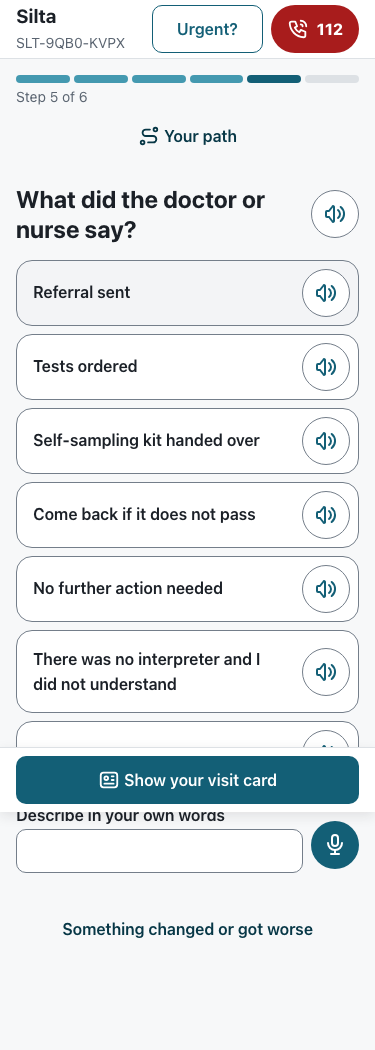 Silta
SLT-9QB0-KVPX
Urgent?
112
Step 5 of 6
Your path
What did the doctor or
nurse say?
Referral sent
Tests ordered
Self-sampling kit handed over
Come back if it does not pass
No further action needed
There was no interpreter and I
did not understand
Show your visit card
Describe in your own words
Something changed or got worse